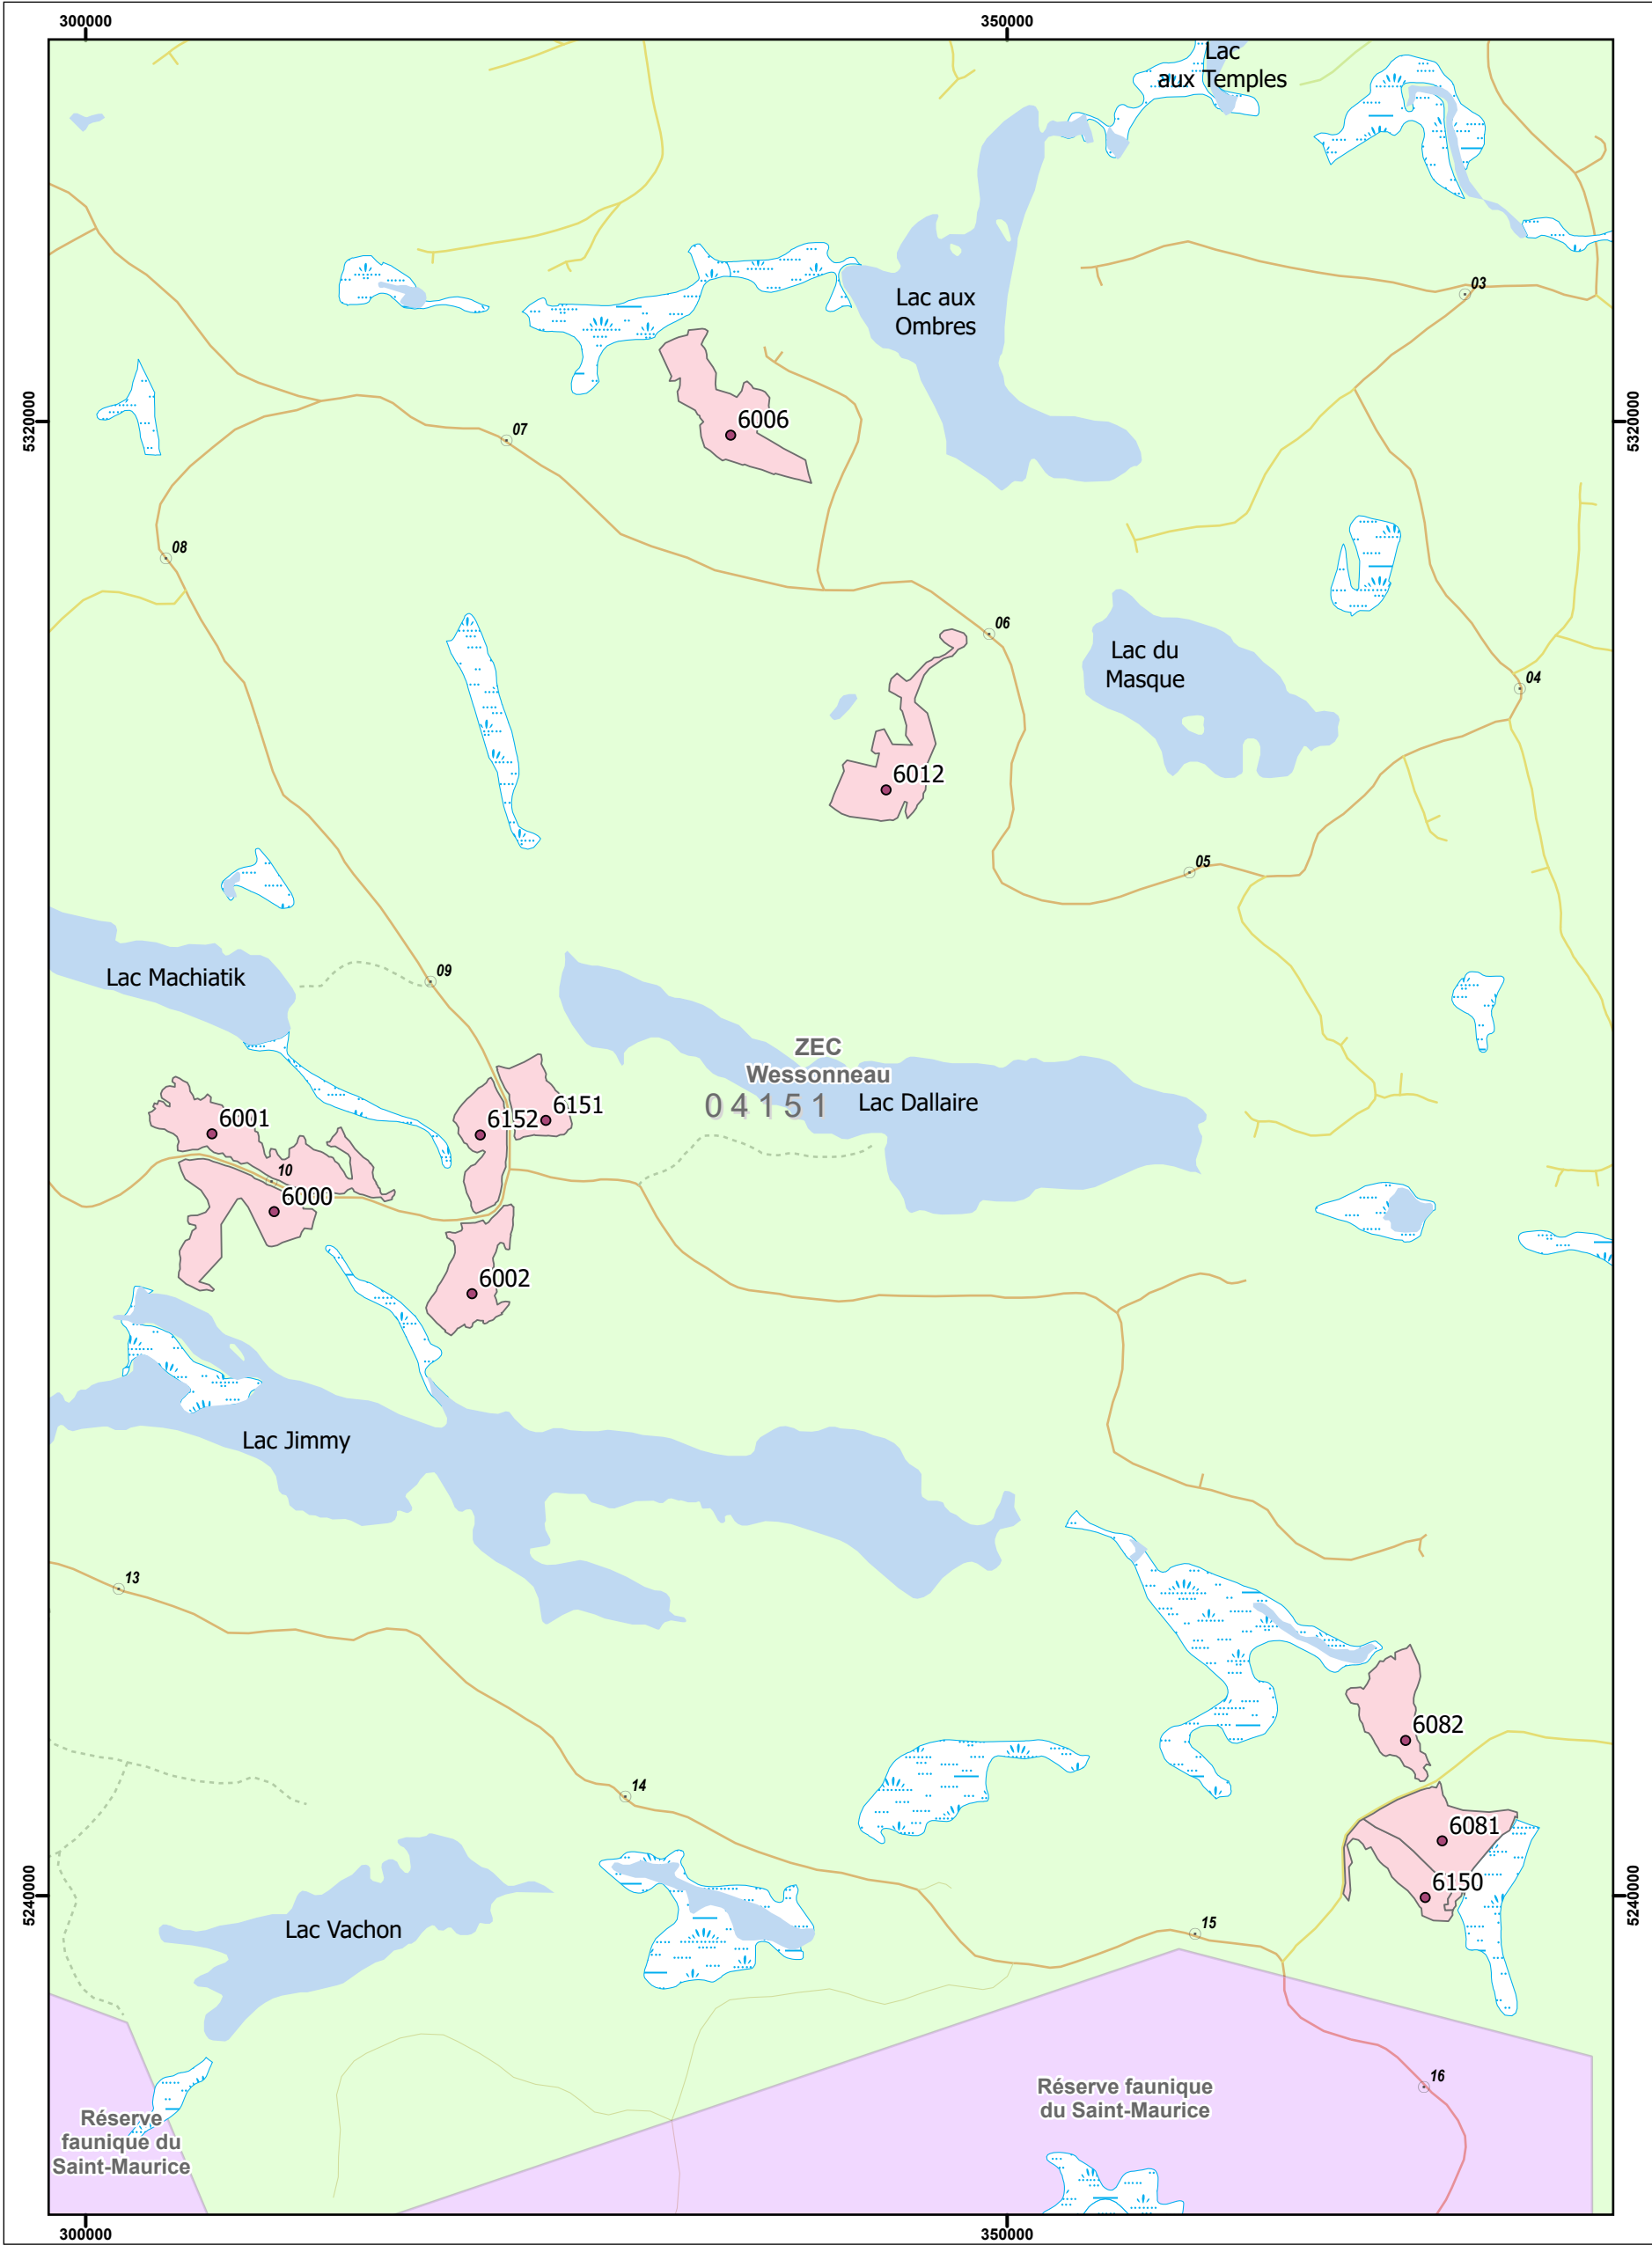 300000
350000
Lac
aux Temples
03
Lac aux
Ombres
5320000
5320000
6006
07
08
06
Lac du
Masque
04
6012
05
Lac Machiatik
09
ZEC
Wessonneau
04151
Lac Dallaire
6151
6152
6001
10
6000
6002
Lac Jimmy
13
6082
14
6081
6150
5240000
5240000
Lac Vachon
15
16
Réserve faunique
du Saint-Maurice
Réserve
faunique du
Saint-Maurice
300000
350000